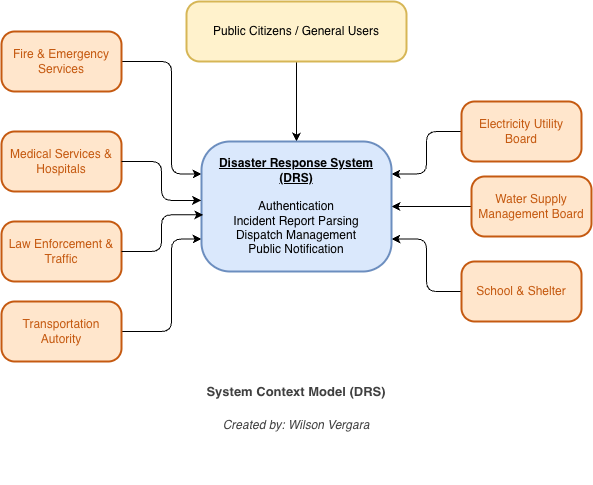 Public Citizens / General Users
Fire & Emergency
Services
Medical Services &
Hospitals
Law Enforcement &
Traffic
Transportation
Autority
Disaster Response System
(DRS)
Authentication
Incident Report Parsing
Dispatch Management
Public Notification
Electricity Utility
Board
Water Supply
Management Board
School & Shelter
System Context Model (DRS)
Created by: Wilson Vergara